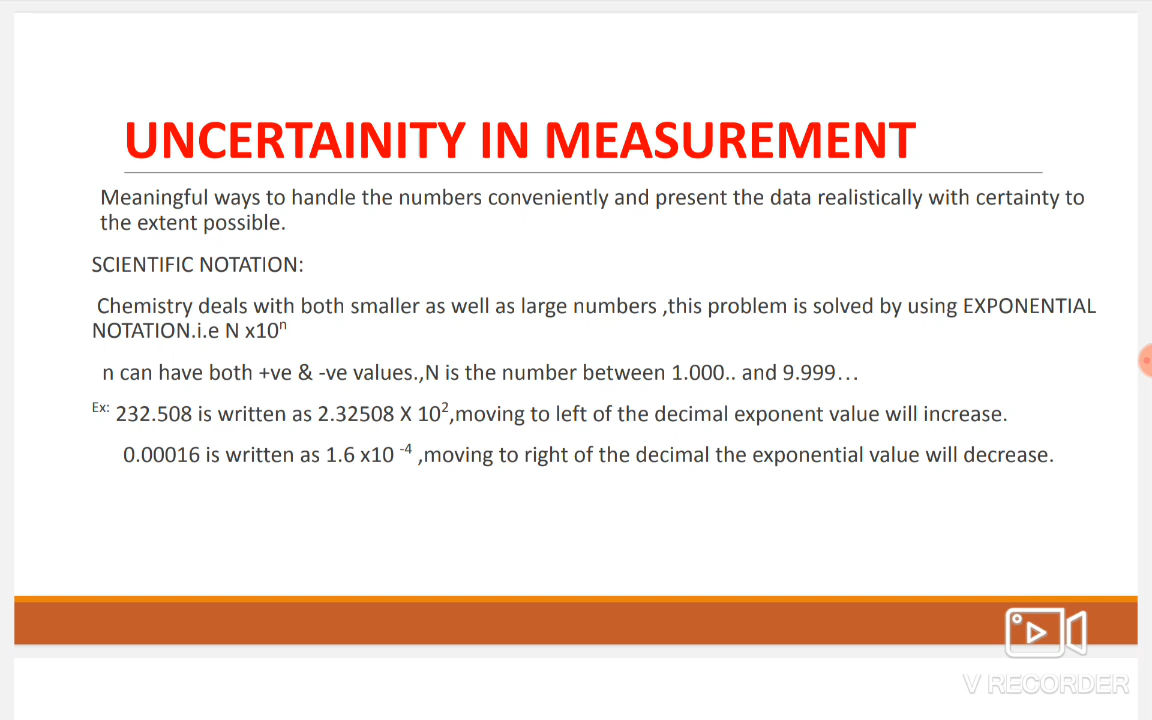 UNCERTAINITY IN MEASUREMENT
Meaningful ways to handle the numbers conveniently and present the data realistically with certainty to
the extent possible.
SCIENTIFIC NOTATION:
Chemistry deals with both smaller as well as large numbers ,this problem is solved by using EXPONENTIAL
NOTATION.i.e N x10ⁿ
n can have both +ve & -ve values.,N is the number between 1.000.. and 9.999…
Ex: 232.508 is written as 2.32508 X 10²,moving to left of the decimal exponent value will increase.
0.00016 is written as 1.6 x10 ⁻⁴ ,moving to right of the decimal the exponential value will decrease.
V RECORDER